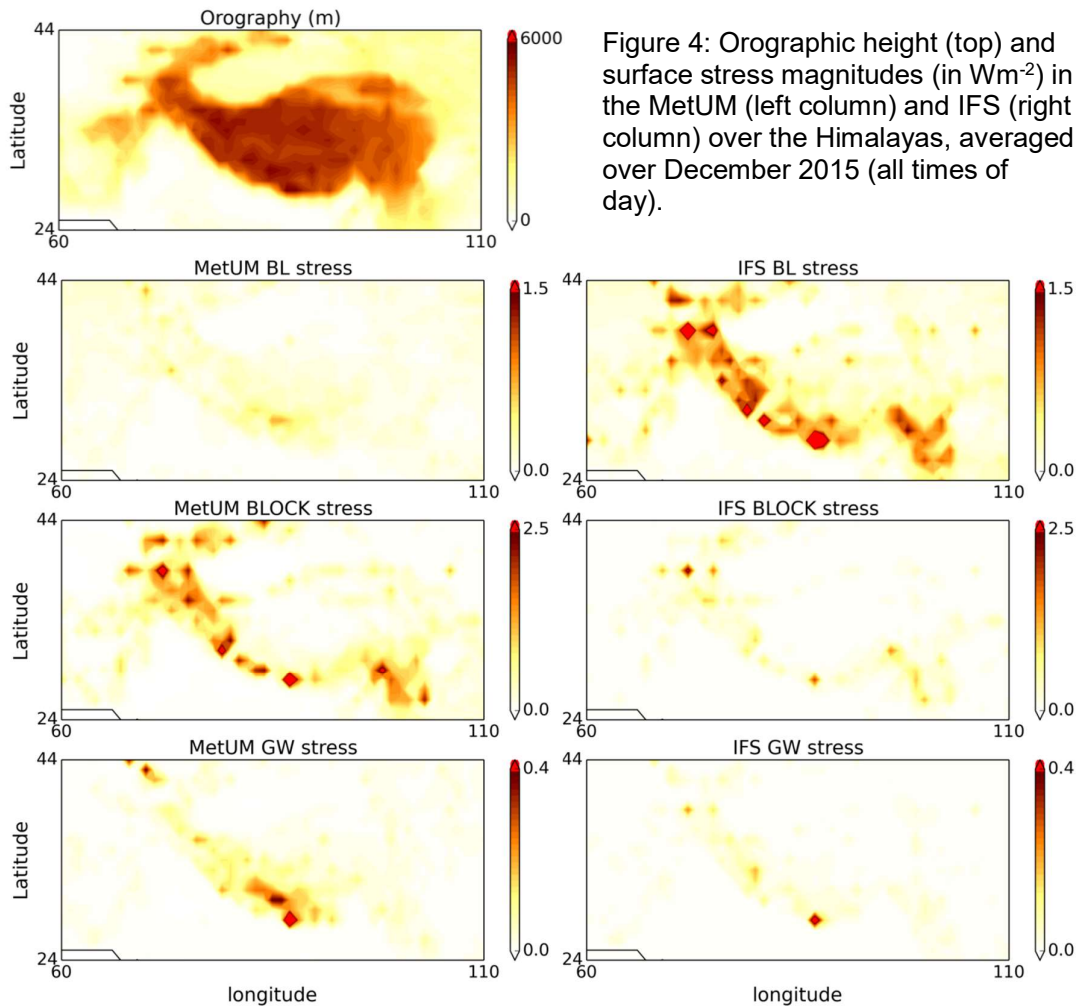 Orography (m)
44
Latitude
24
60
110
6000
0
Figure 4: Orographic height (top) and
surface stress magnitudes (in Wm-2) in
the MetUM (left column) and IFS (right
column) over the Himalayas, averaged
over December 2015 (all times of
day).
MetUM BL stress
44
Latitude
24
60
110
1.5
0.0
IFS BL stress
44
24
60
110
1.5
0.0
MetUM BLOCK stress
44
Latitude
24
60
110
2.5
0.0
IFS BLOCK stress
44
24
60
110
2.5
0.0
MetUM GW stress
44
Latitude
24
60
110
longitude
0.4
0.0
IFS GW stress
44
24
60
110
longitude
0.4
0.0